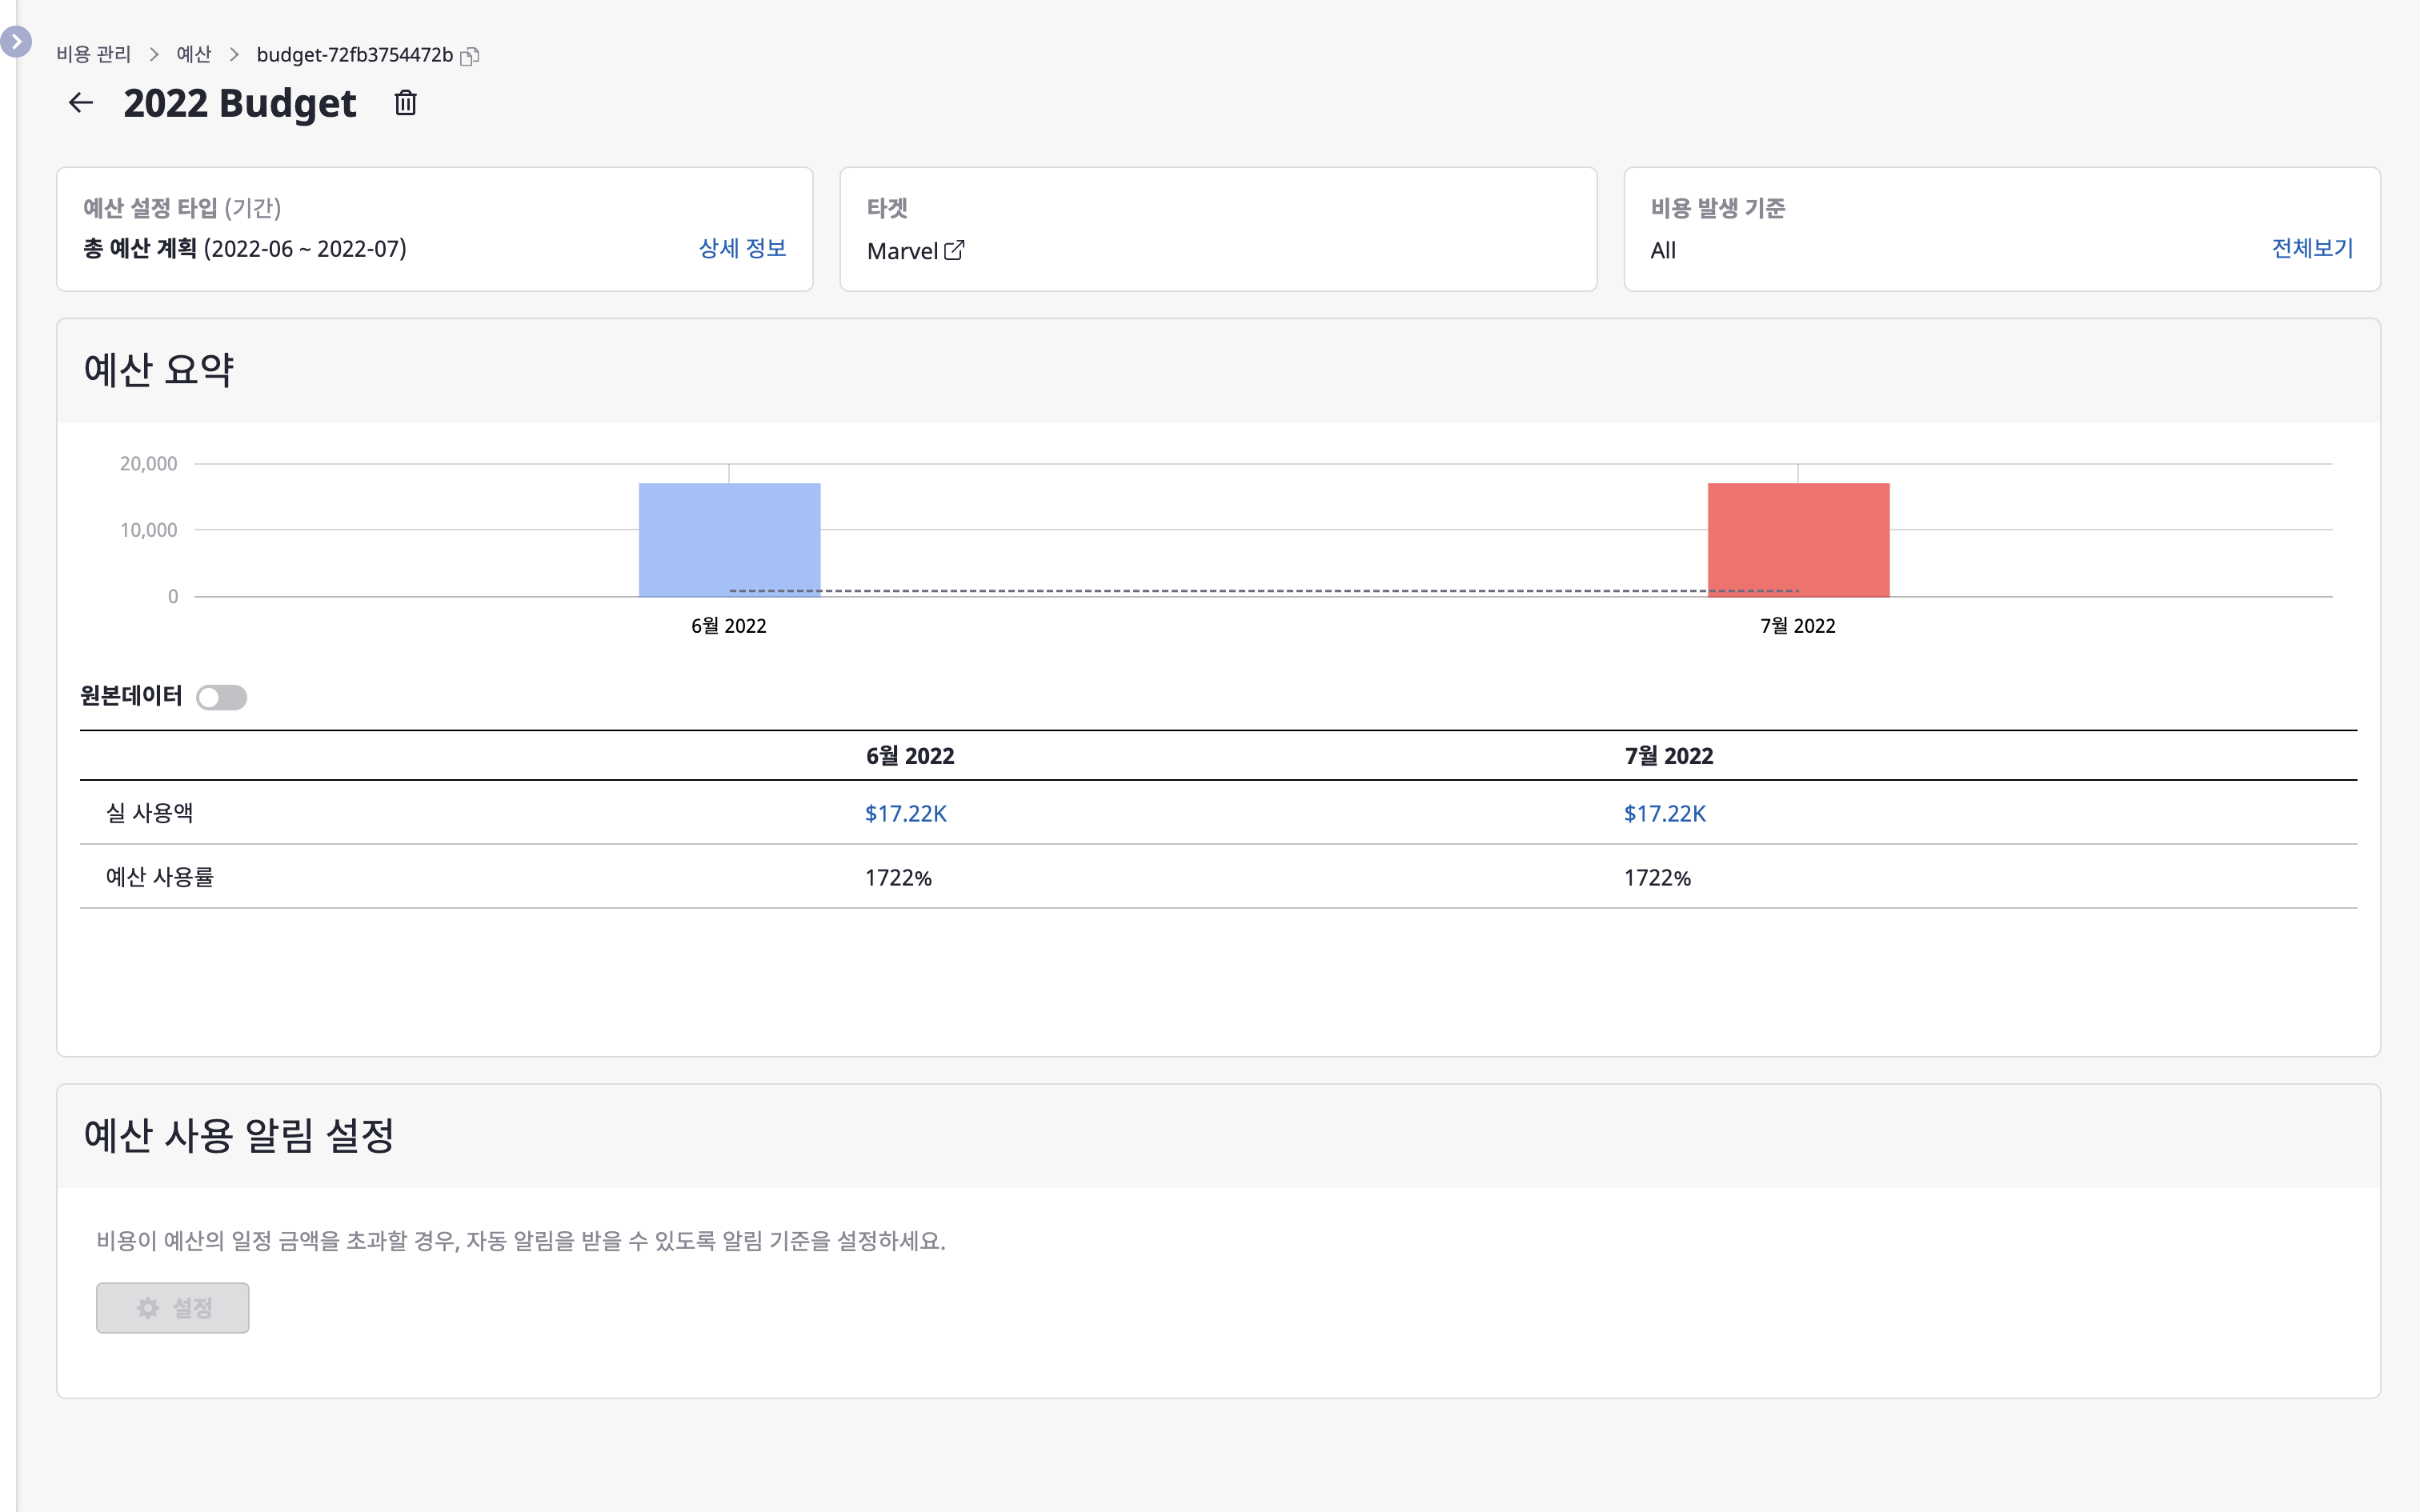 비용 관리 > 예산 > budget-72fb3754472b
2022 Budget
예산 설정 타입 (기간)
총 예산 계획 (2022-06 ~ 2022-07)
상세 정보
타겟
Marvel
비용 발생 기준
All
전체보기
예산 요약
20,000
10,000
0
6월 2022
7월 2022
원본데이터
6월 2022 7월 2022
실 사용액 $17.22K $17.22K
예산 사용률 1722% 1722%
예산 사용 알림 설정
비용이 예산의 일정 금액을 초과할 경우, 자동 알림을 받을 수 있도록 알림 기준을 설정하세요.
설정